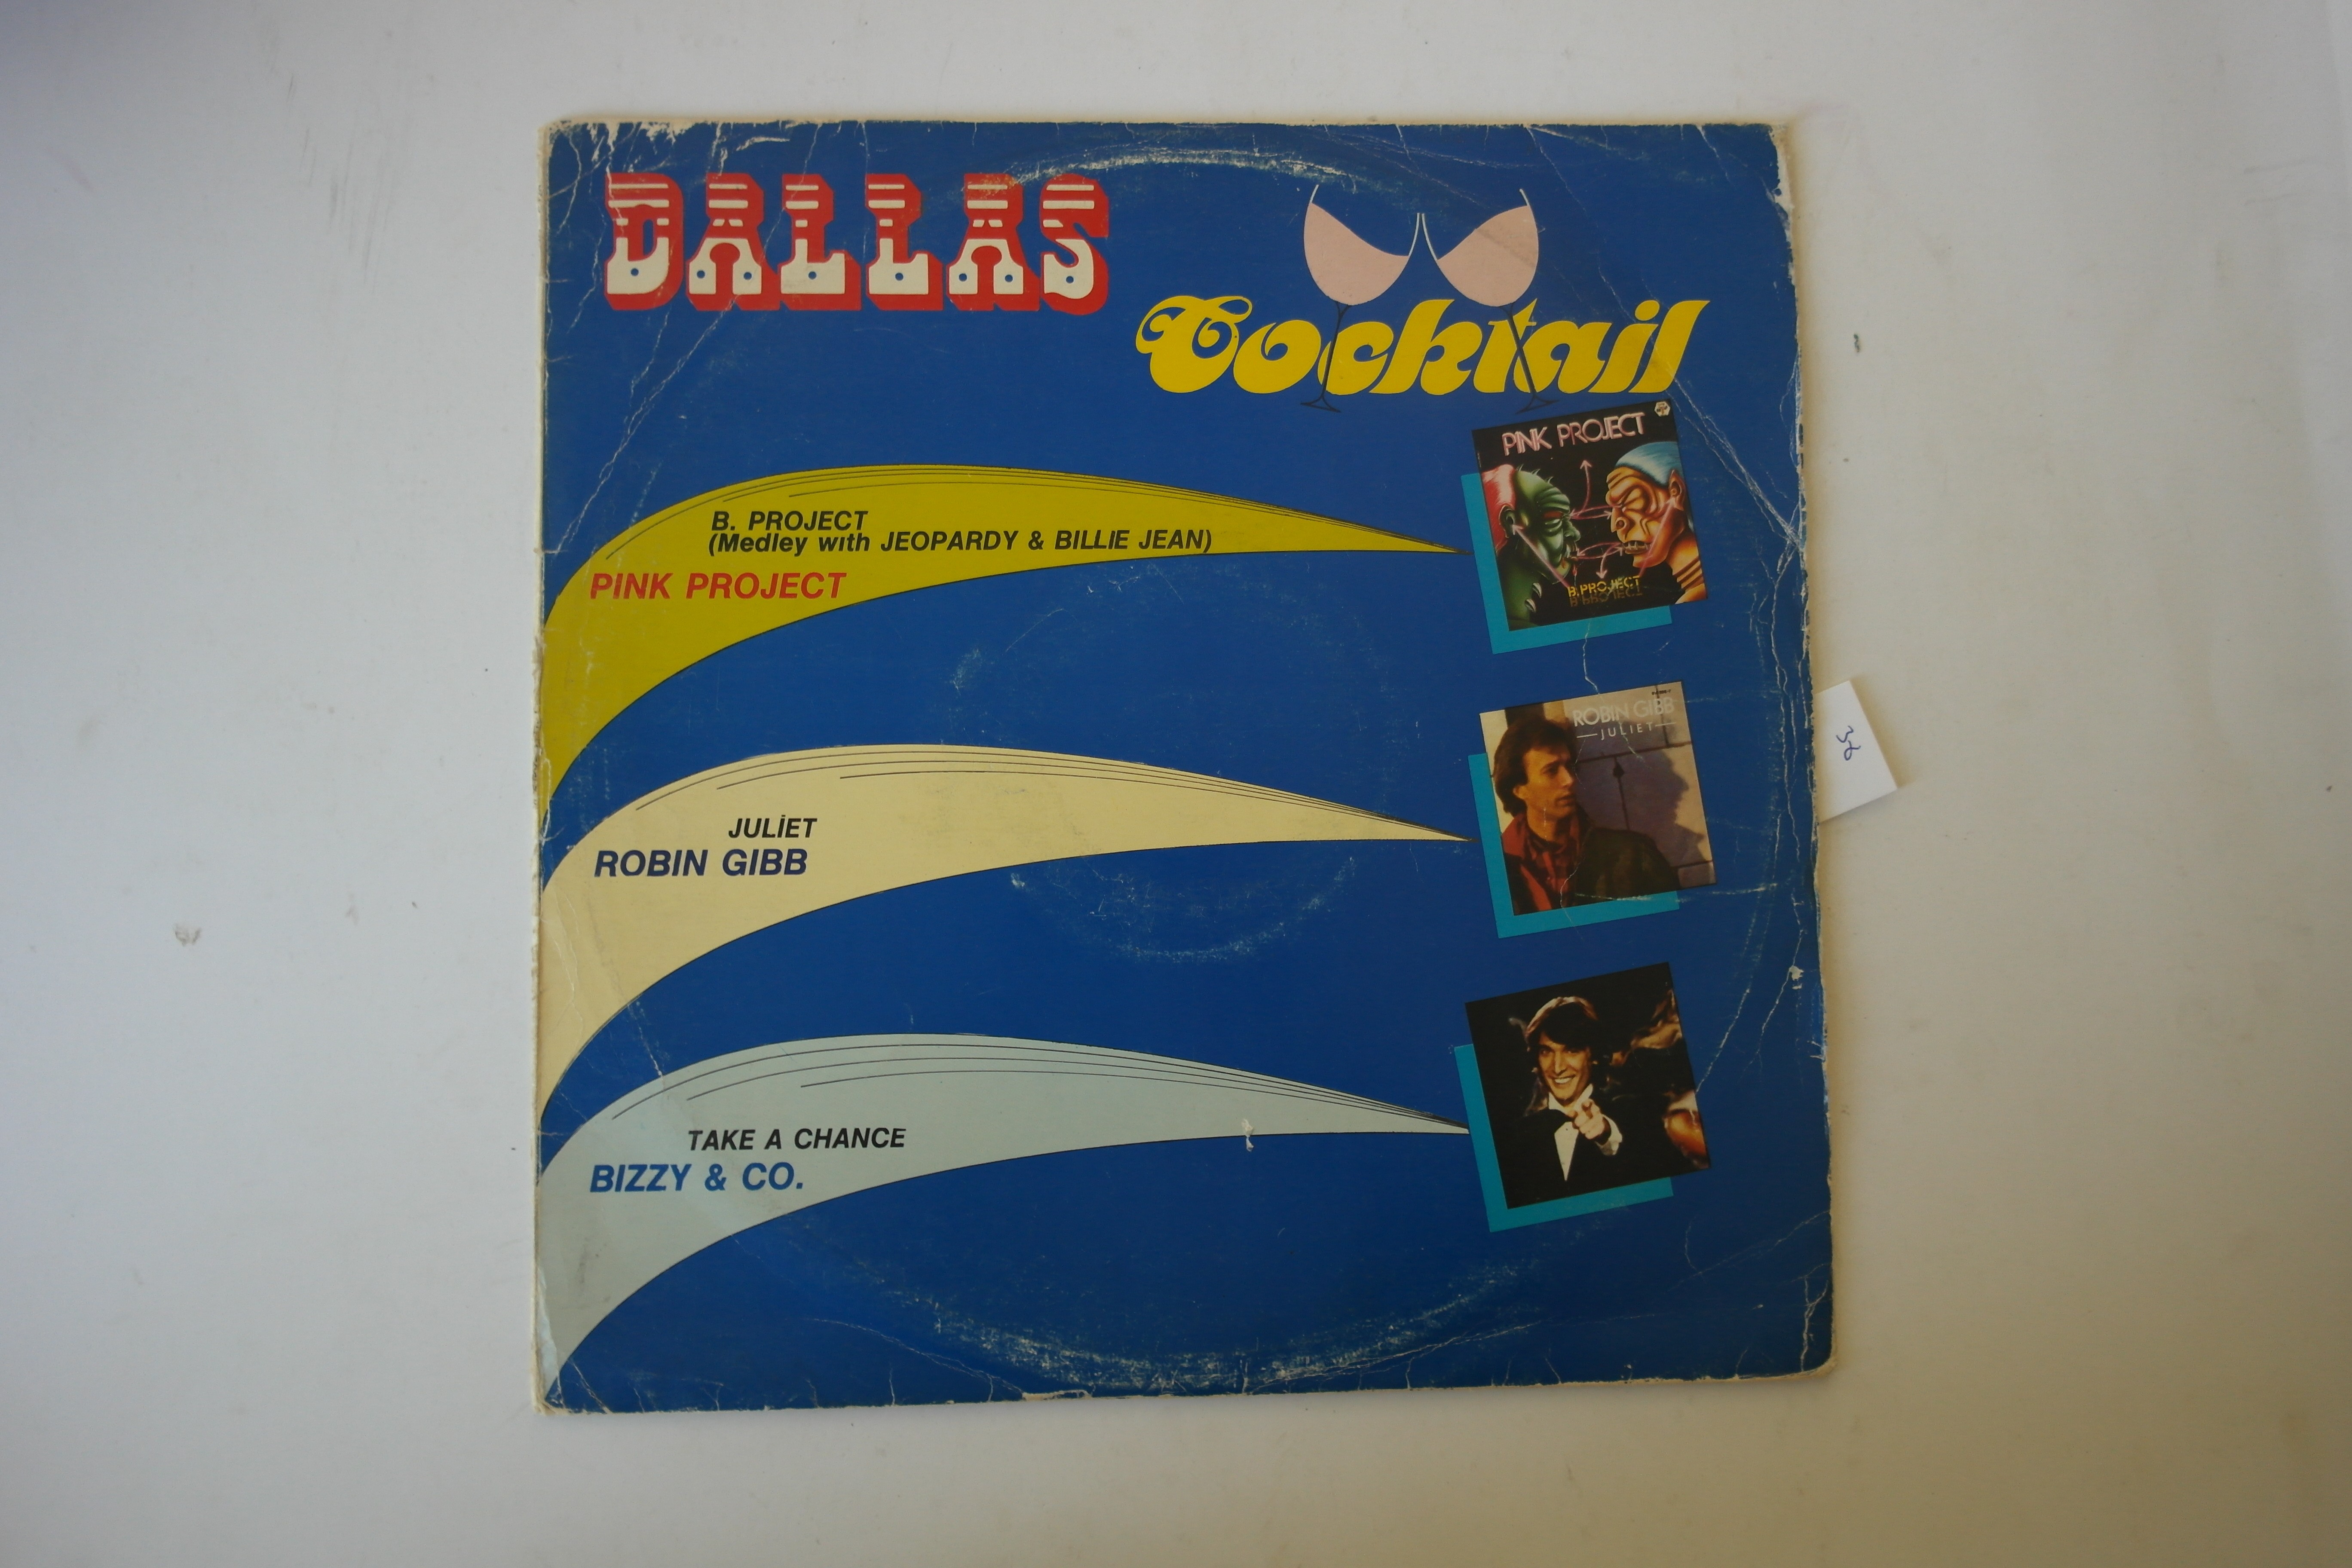 DALLAS
Cocktail
PINK PROJECT
B. PROJECT
B. PROJECT
(Medley with JEOPARDY & BILLIE JEAN)
PINK PROJECT
ROBIN GIBB
JULIET
JULİET
ROBIN GIBB
32
TAKE A CHANCE
BIZZY & CO.